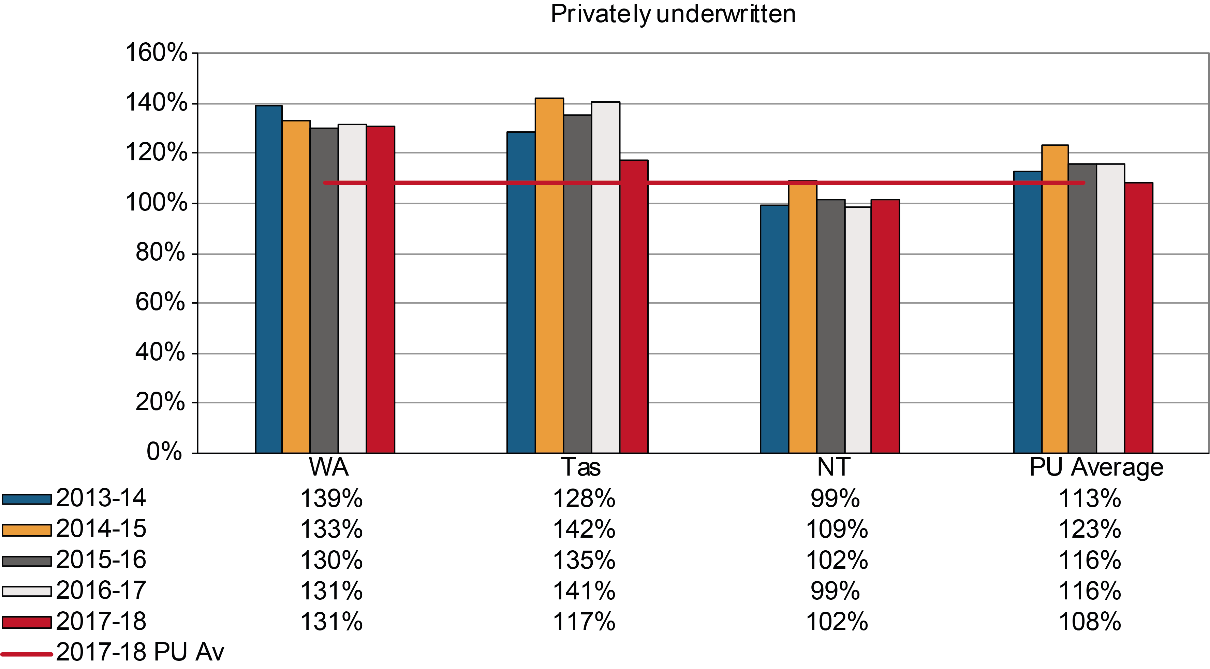 Privately underwritten
160%
140%
120%
100%
80%
60%
40%
20%
0%
WA Tas NT PU Average
2013-14 139% 128% 99% 113%
2014-15 133% 142% 109% 123%
2015-16 130% 135% 102% 116%
2016-17 131% 141% 99% 116%
2017-18 131% 117% 102% 108%
2017-18 PU Av